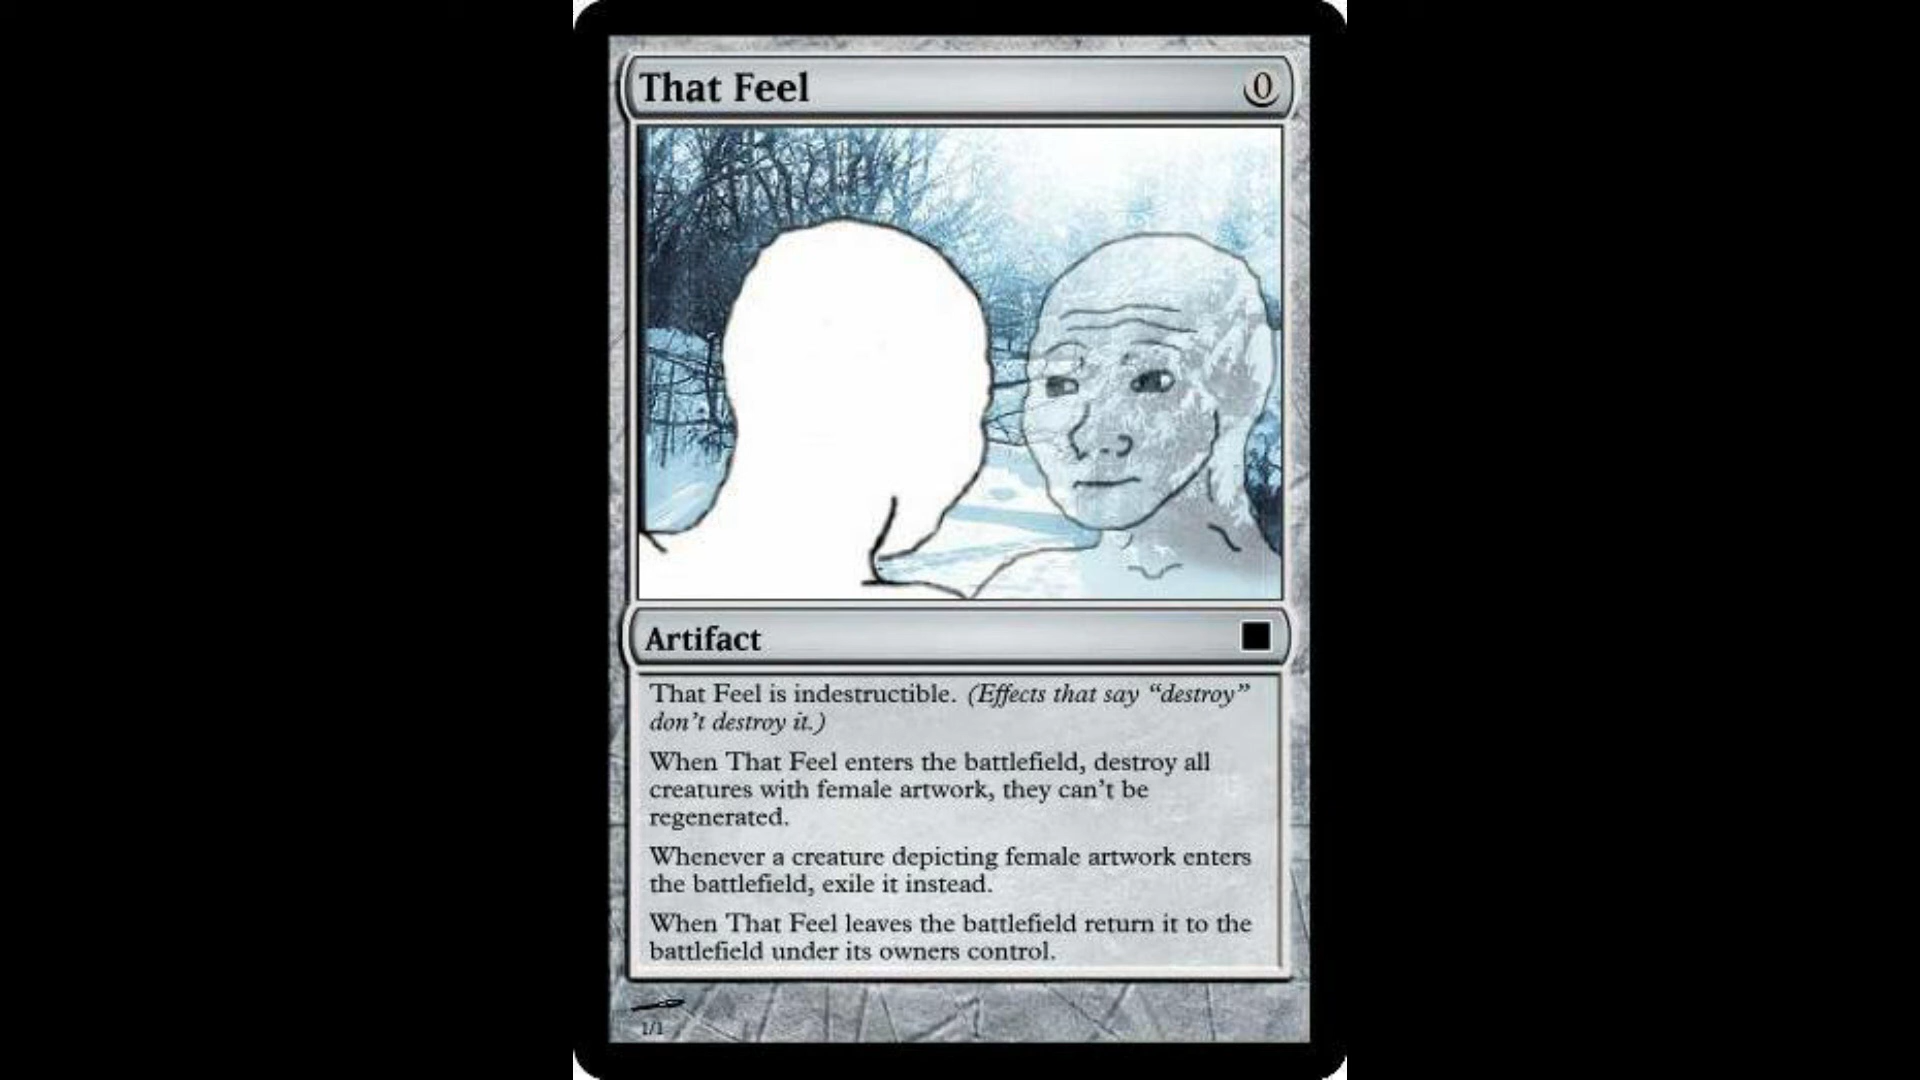 That Feel 0
Artifact
That Feel is indestructible. (Effects that say “destroy”
don’t destroy it.)
When That Feel enters the battlefield, destroy all
creatures with female artwork, they can’t be
regenerated.
Whenever a creature depicting female artwork enters
the battlefield, exile it instead.
When That Feel leaves the battlefield return it to the
battlefield under its owners control.
1/1